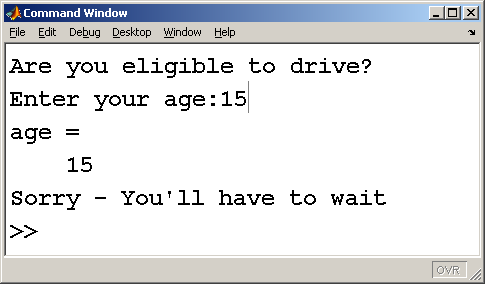 Command Window
File Edit Debug Desktop Window Help
Are you eligible to drive?
Enter your age:15
age =
15
Sorry - You'll have to wait
>>
OVR